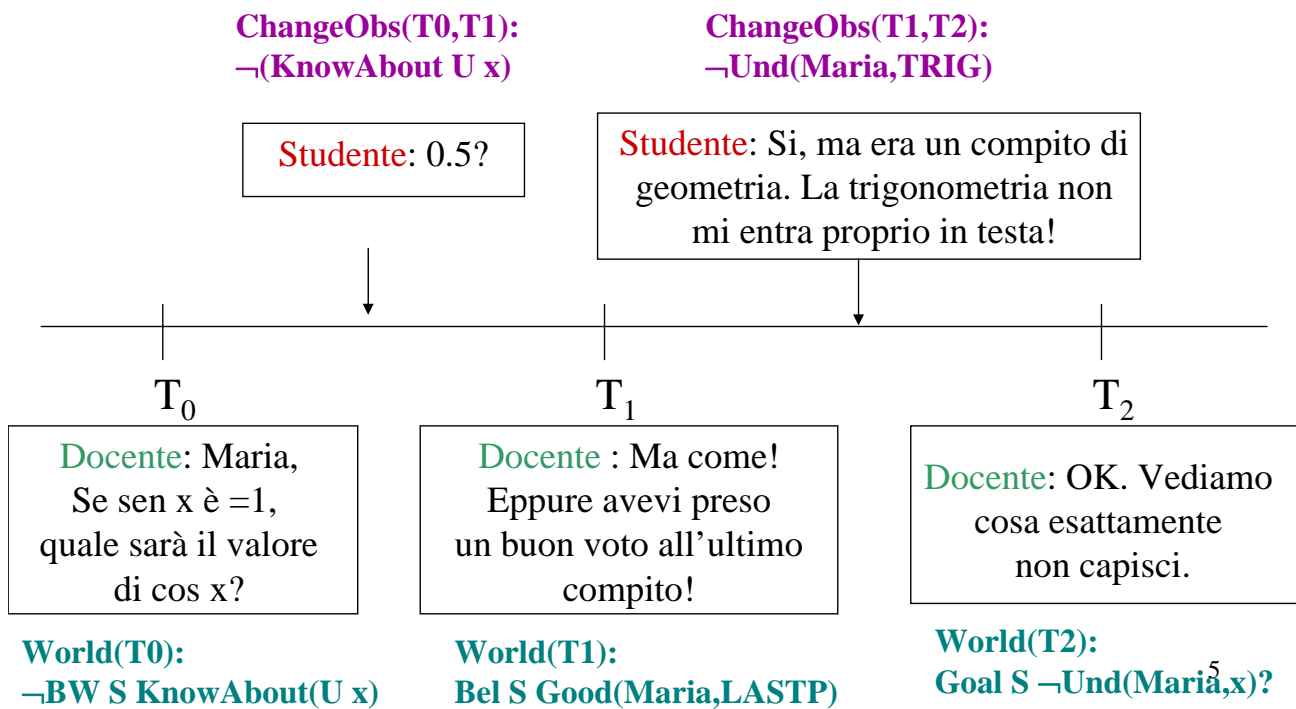 ChangeObs(T0,T1):
¬(KnowAbout U x)
ChangeObs(T1,T2):
¬Und(Maria,TRIG)
Studente: 0.5?
Studente: Si, ma era un compito di
geometria. La trigonometria non
mi entra proprio in testa!
T0
T1
T2
Docente: Maria,
Se sen x è =1,
quale sarà il valore
di cos x?
Docente : Ma come!
Eppure avevi preso
un buon voto all'ultimo
compito!
Docente: OK. Vediamo
cosa esattamente
non capisci.
World(T0):
¬BW S KnowAbout(U x)
World(T1):
Bel S Good(Maria,LASTP)
World(T2):
Goal S ¬Und(Maria,x)?
5